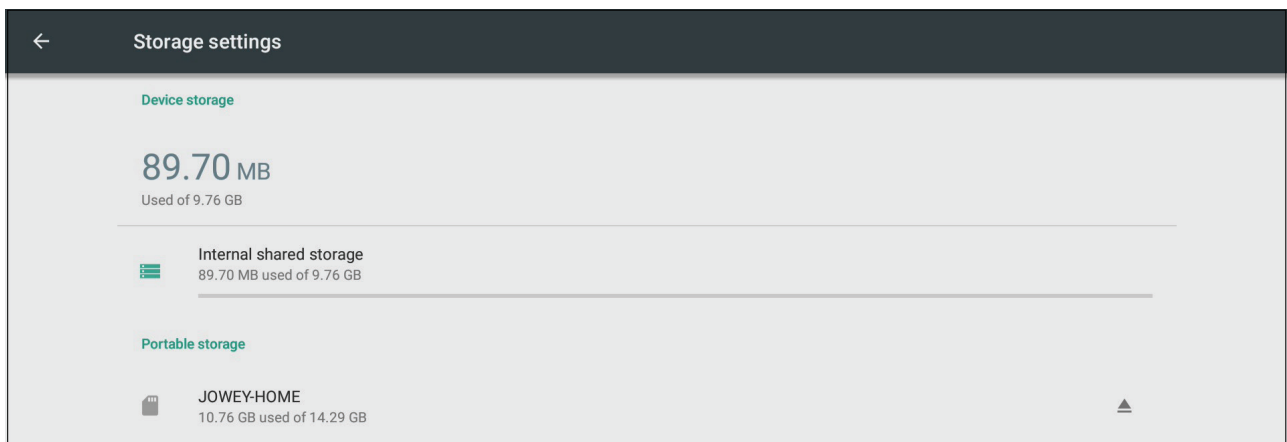 Storage settings
Device storage
89.70 MB
Used of 9.76 GB
Internal shared storage
89.70 MB used of 9.76 GB
Portable storage
JOWEY-HOME
10.76 GB used of 14.29 GB